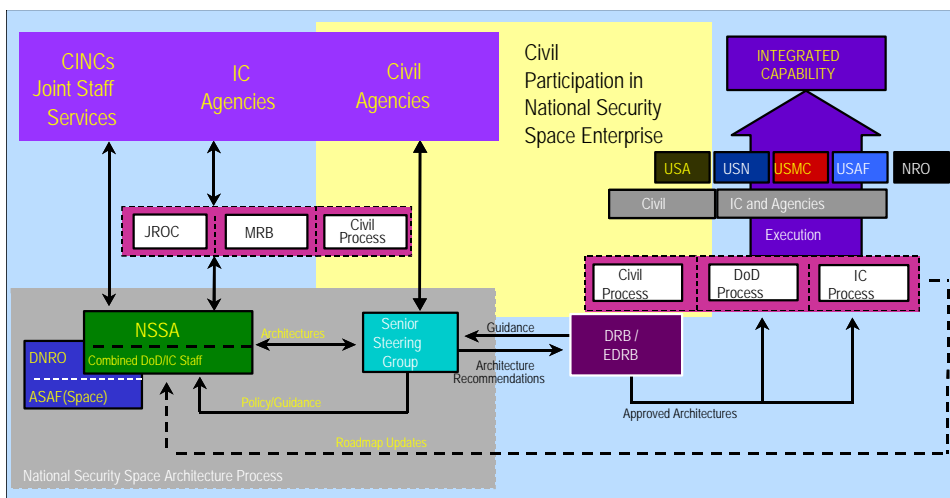 CINCs
Joint Staff
Services
IC
Agencies
Civil
Agencies
Civil
Participation in
National Security
Space Enterprise
INTEGRATED
CAPABILITY
USA
USN
USMC
USAF
NRO
Civil
IC and Agencies
Execution
JROC
MRB
Civil
Process
Civil
Process
DoD
Process
IC
Process
NSSA
Combined DoD/IC Staff
DNRO
ASAF(Space)
Architectures
Senior
Steering
Group
Guidance
Architecture
Recommendations
DRB /
EDRB
Policy/Guidance
Approved Architectures
Roadmap Updates
National Security Space Architecture Process